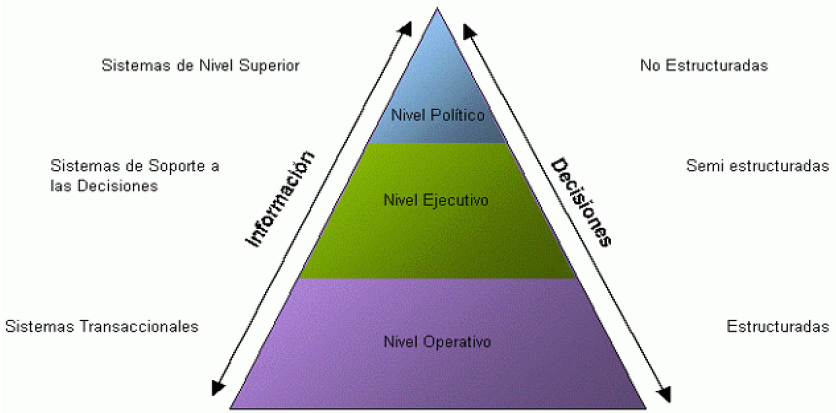 Sistemas de Nivel Superior
No Estructuradas
Nivel Político
Sistemas de Soporte a
las Decisiones
Información
Decisiones
Semi estructuradas
Nivel Ejecutivo
Sistemas Transaccionales
Estructuradas
Nivel Operativo